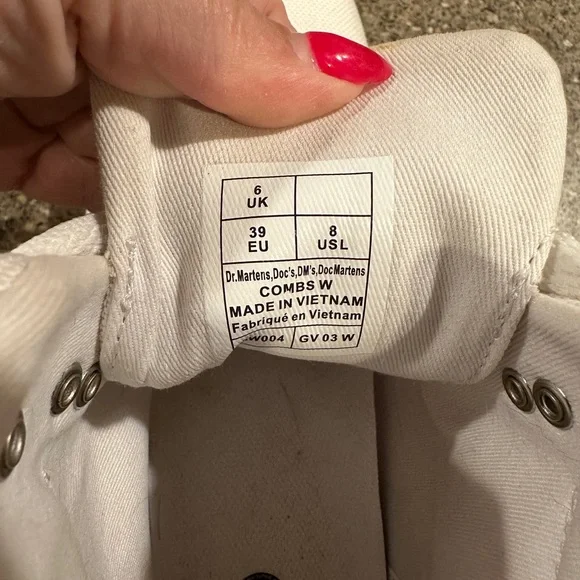 6
UK
39 8
EU USL
Dr.Martens,Doc's,DM's,DocMartens
COMBS W
MADE IN VIETNAM
Fabriqué en Vietnam
GV 03 W